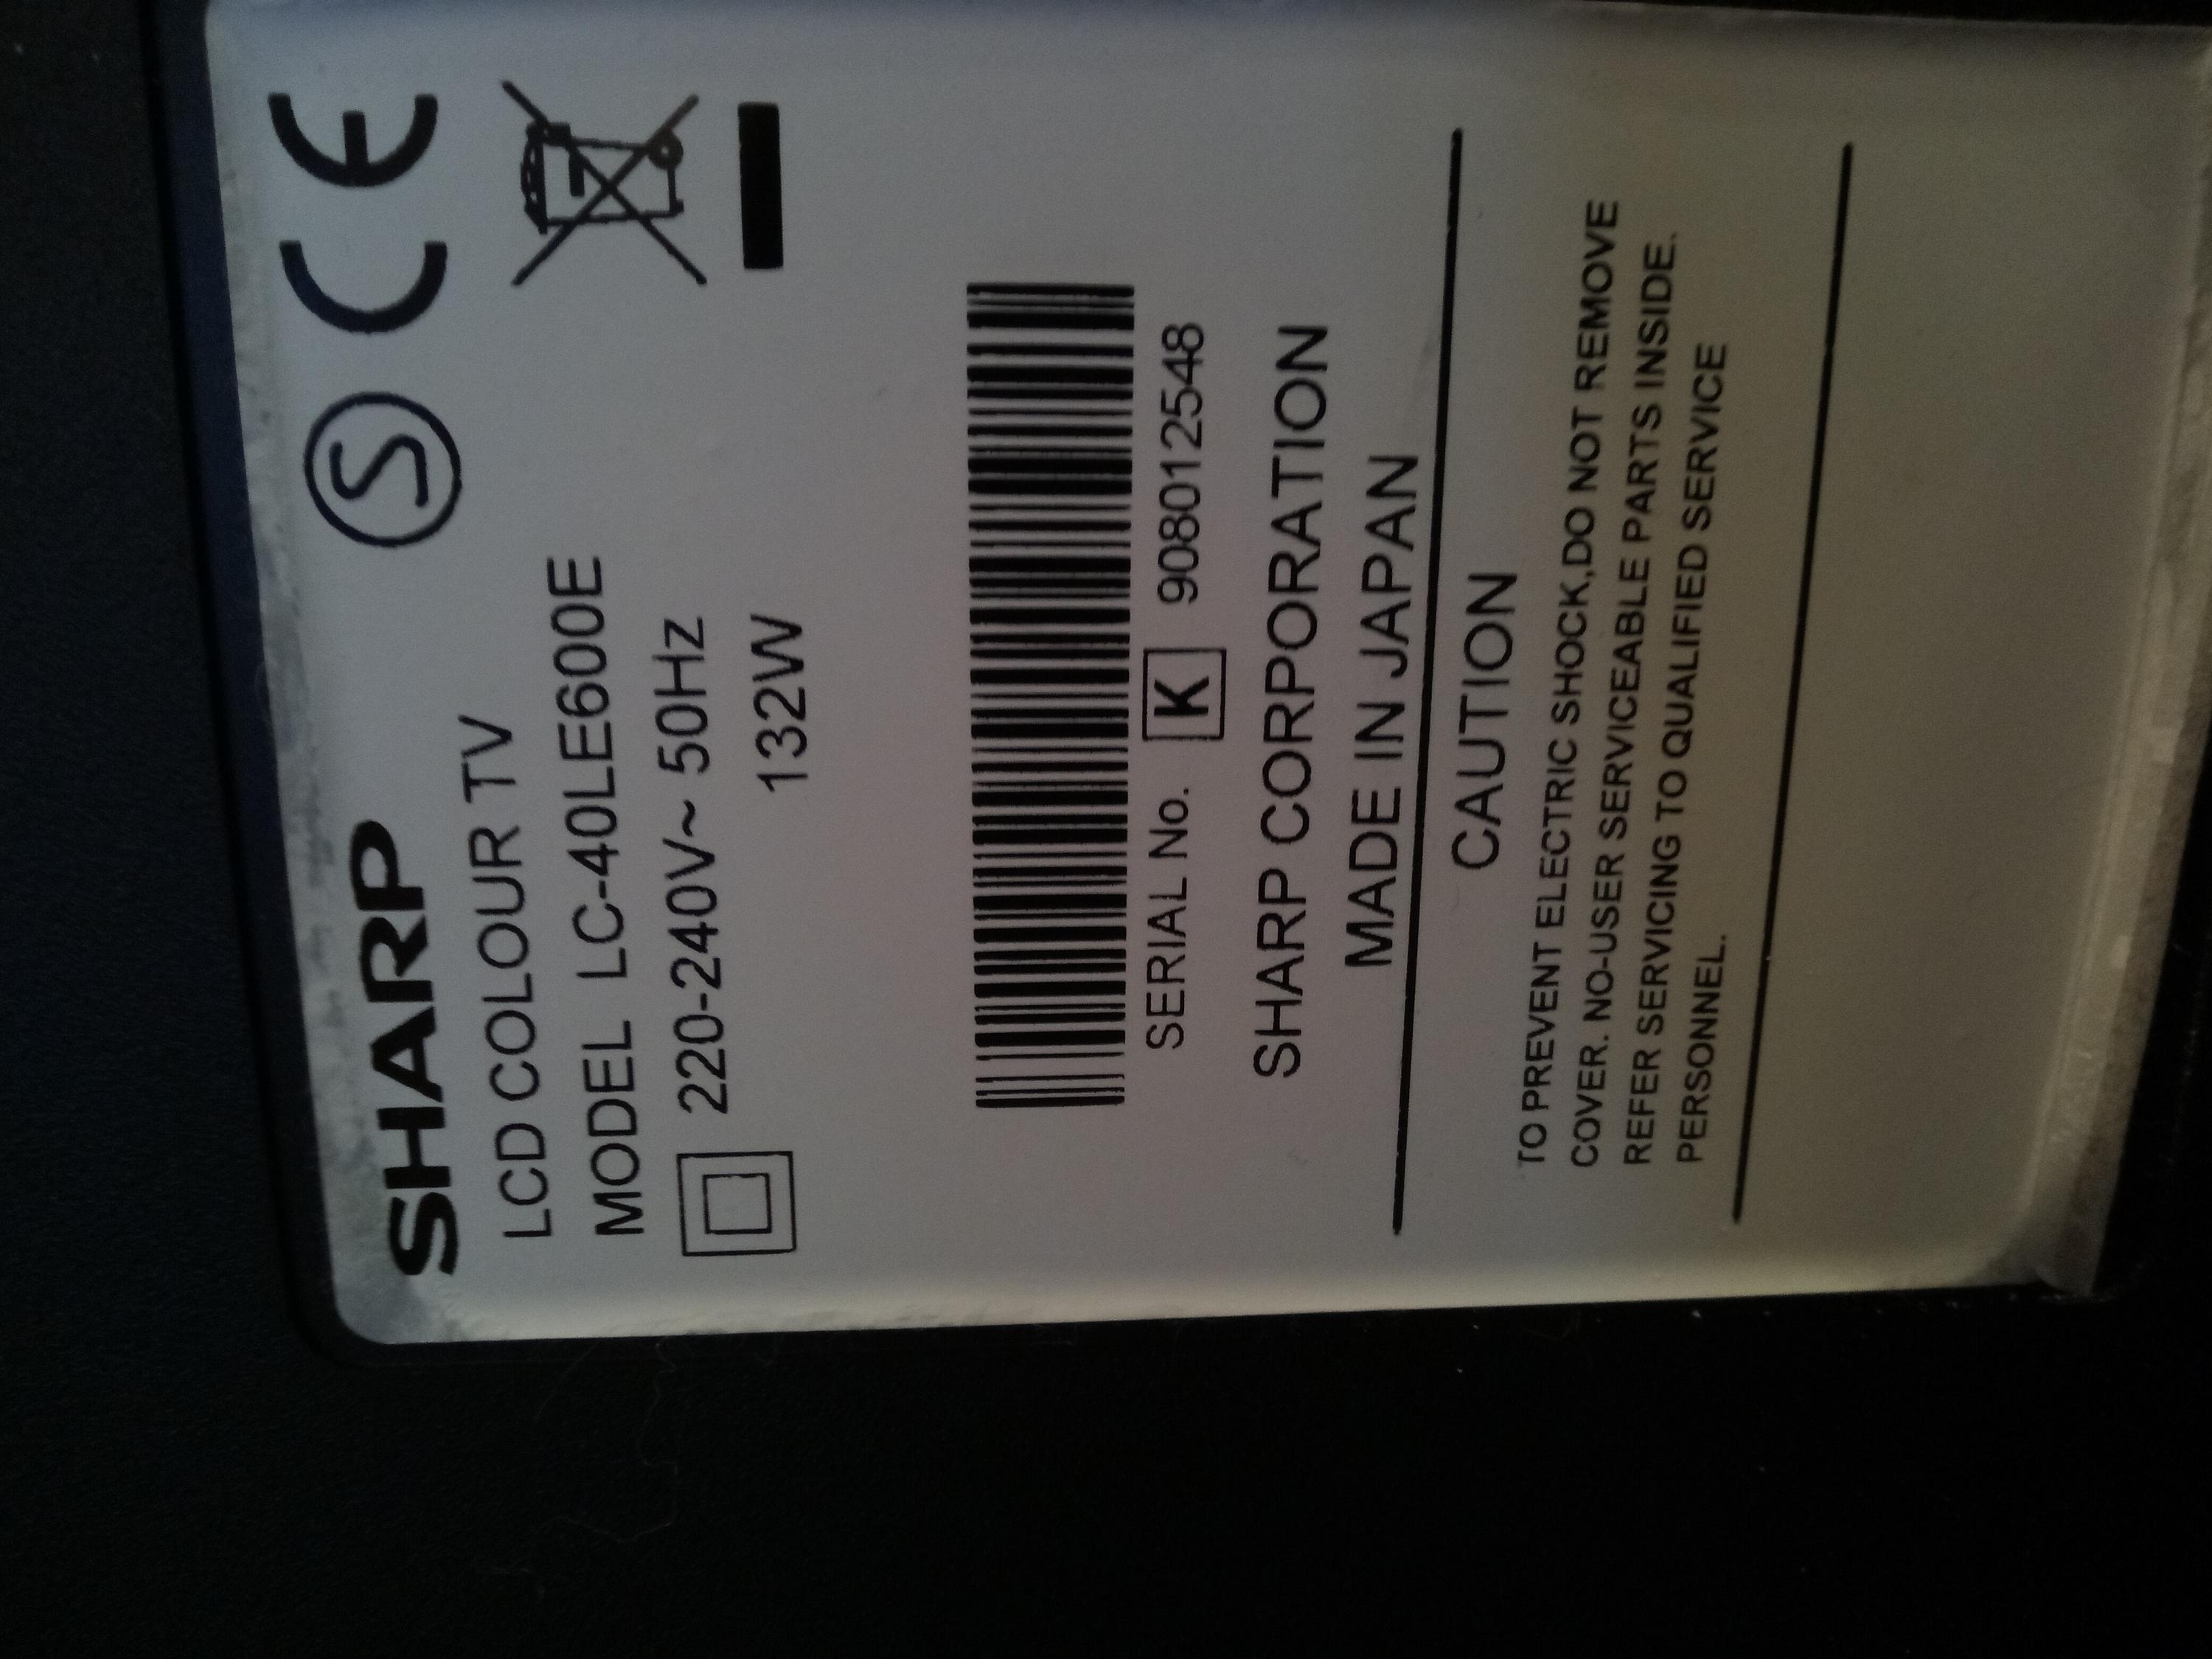 SHARP
LCD COLOUR TV
MODEL LC-40LE600E
220-240V~ 50Hz
132W
S CE
SERIAL No. K 908012548
SHARP CORPORATION
MADE IN JAPAN
CAUTION
TO PREVENT ELECTRIC SHOCK,DO NOT REMOVE
COVER. NO-USER SERVICEABLE PARTS INSIDE.
REFER SERVICING TO QUALIFIED SERVICE
PERSONNEL.